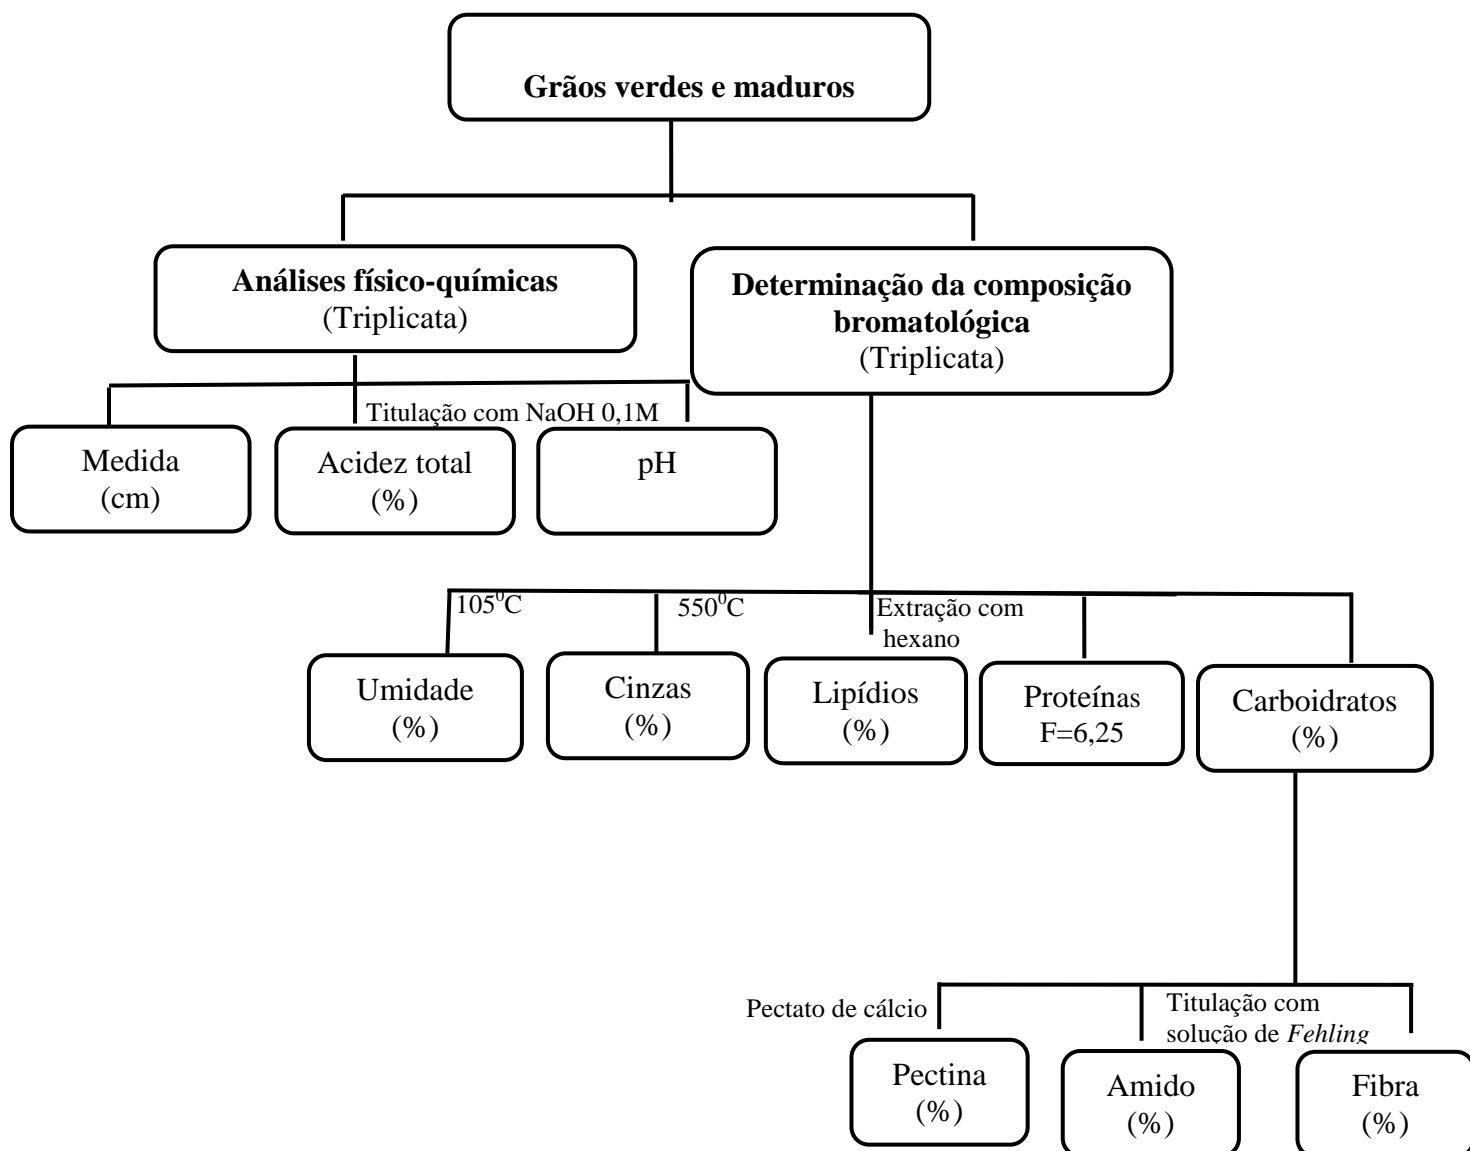 Grãos verdes e maduros
Análises físico-químicas
(Triplicata)
Determinação da composição
bromatológica
(Triplicata)
Titulação com NaOH 0,1M
Medida
(cm)
Acidez total
(%)
pH
105⁰C
550⁰C
Extração com
hexano
Umidade
(%)
Cinzas
(%)
Lipídios
(%)
Proteínas
F=6,25
Carboidratos
(%)
Pectato de cálcio
Titulação com
solução de Fehling
Pectina
(%)
Amido
(%)
Fibra
(%)